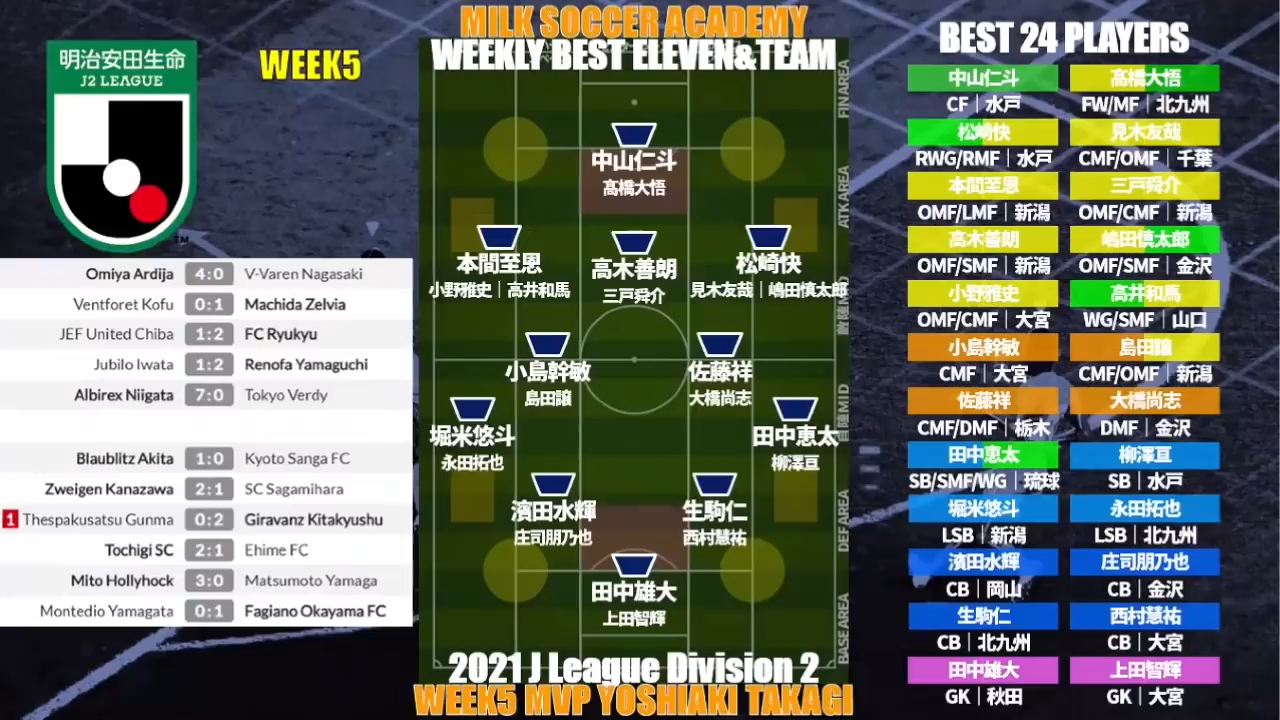 MILK SOCCER ACADEMY
WEEKLY BEST ELEVEN&TEAM
明治安田生命
J2 LEAGUE
TM
WEEK5
Omiya Ardija 4:0 V-Varen Nagasaki
Ventforet Kofu 0:1 Machida Zelvia
JEF United Chiba 1:2 FC Ryukyu
Jubilo Iwata 1:2 Renofa Yamaguchi
Albirex Niigata 7:0 Tokyo Verdy
Blaublitz Akita 1:0 Kyoto Sanga FC
Zweigen Kanazawa 2:1 SC Sagamihara
1 Thespakusatsu Gunma 0:2 Giravanz Kitakyushu
Tochigi SC 2:1 Ehime FC
Mito Hollyhock 3:0 Matsumoto Yamaga
Montedio Yamagata 0:1 Fagiano Okayama FC
FINAREA
ATKAREA
DEFAREA
BASEAREA
中山仁斗
髙橋大悟
本間至恩
小野雅史｜高井和馬
高木善朗
三戸舜介
松崎快
見木友哉｜嶋田慎太郎
小島幹敏
島田譲
佐藤祥
大橋尚志
堀米悠斗
永田拓也
田中恵太
柳澤亘
濱田水輝
庄司朋乃也
生駒仁
西村慧祐
田中雄大
上田智輝
2021 J League Division 2
WEEK5 MVP YOSHIAKI TAKAGI
BEST 24 PLAYERS
中山仁斗 髙橋大悟
CF｜水戸 FW/MF｜北九州
松崎快 見木友哉
RWG/RMF｜水戸 CMF/OMF｜千葉
本間至恩 三戸舜介
OMF/LMF｜新潟 OMF/CMF｜新潟
高木善朗 嶋田慎太郎
OMF/SMF｜新潟 OMF/SMF｜金沢
小野雅史 高井和馬
OMF/CMF｜大宮 WG/SMF｜山口
小島幹敏 島田譲
CMF｜大宮 CMF/OMF｜新潟
佐藤祥 大橋尚志
CMF/DMF｜栃木 DMF｜金沢
田中恵太 柳澤亘
SB/SMF/WG｜琉球 SB｜水戸
堀米悠斗 永田拓也
LSB｜新潟 LSB｜北九州
濱田水輝 庄司朋乃也
CB｜岡山 CB｜金沢
生駒仁 西村慧祐
CB｜北九州 CB｜大宮
田中雄大 上田智輝
GK｜秋田 GK｜大宮